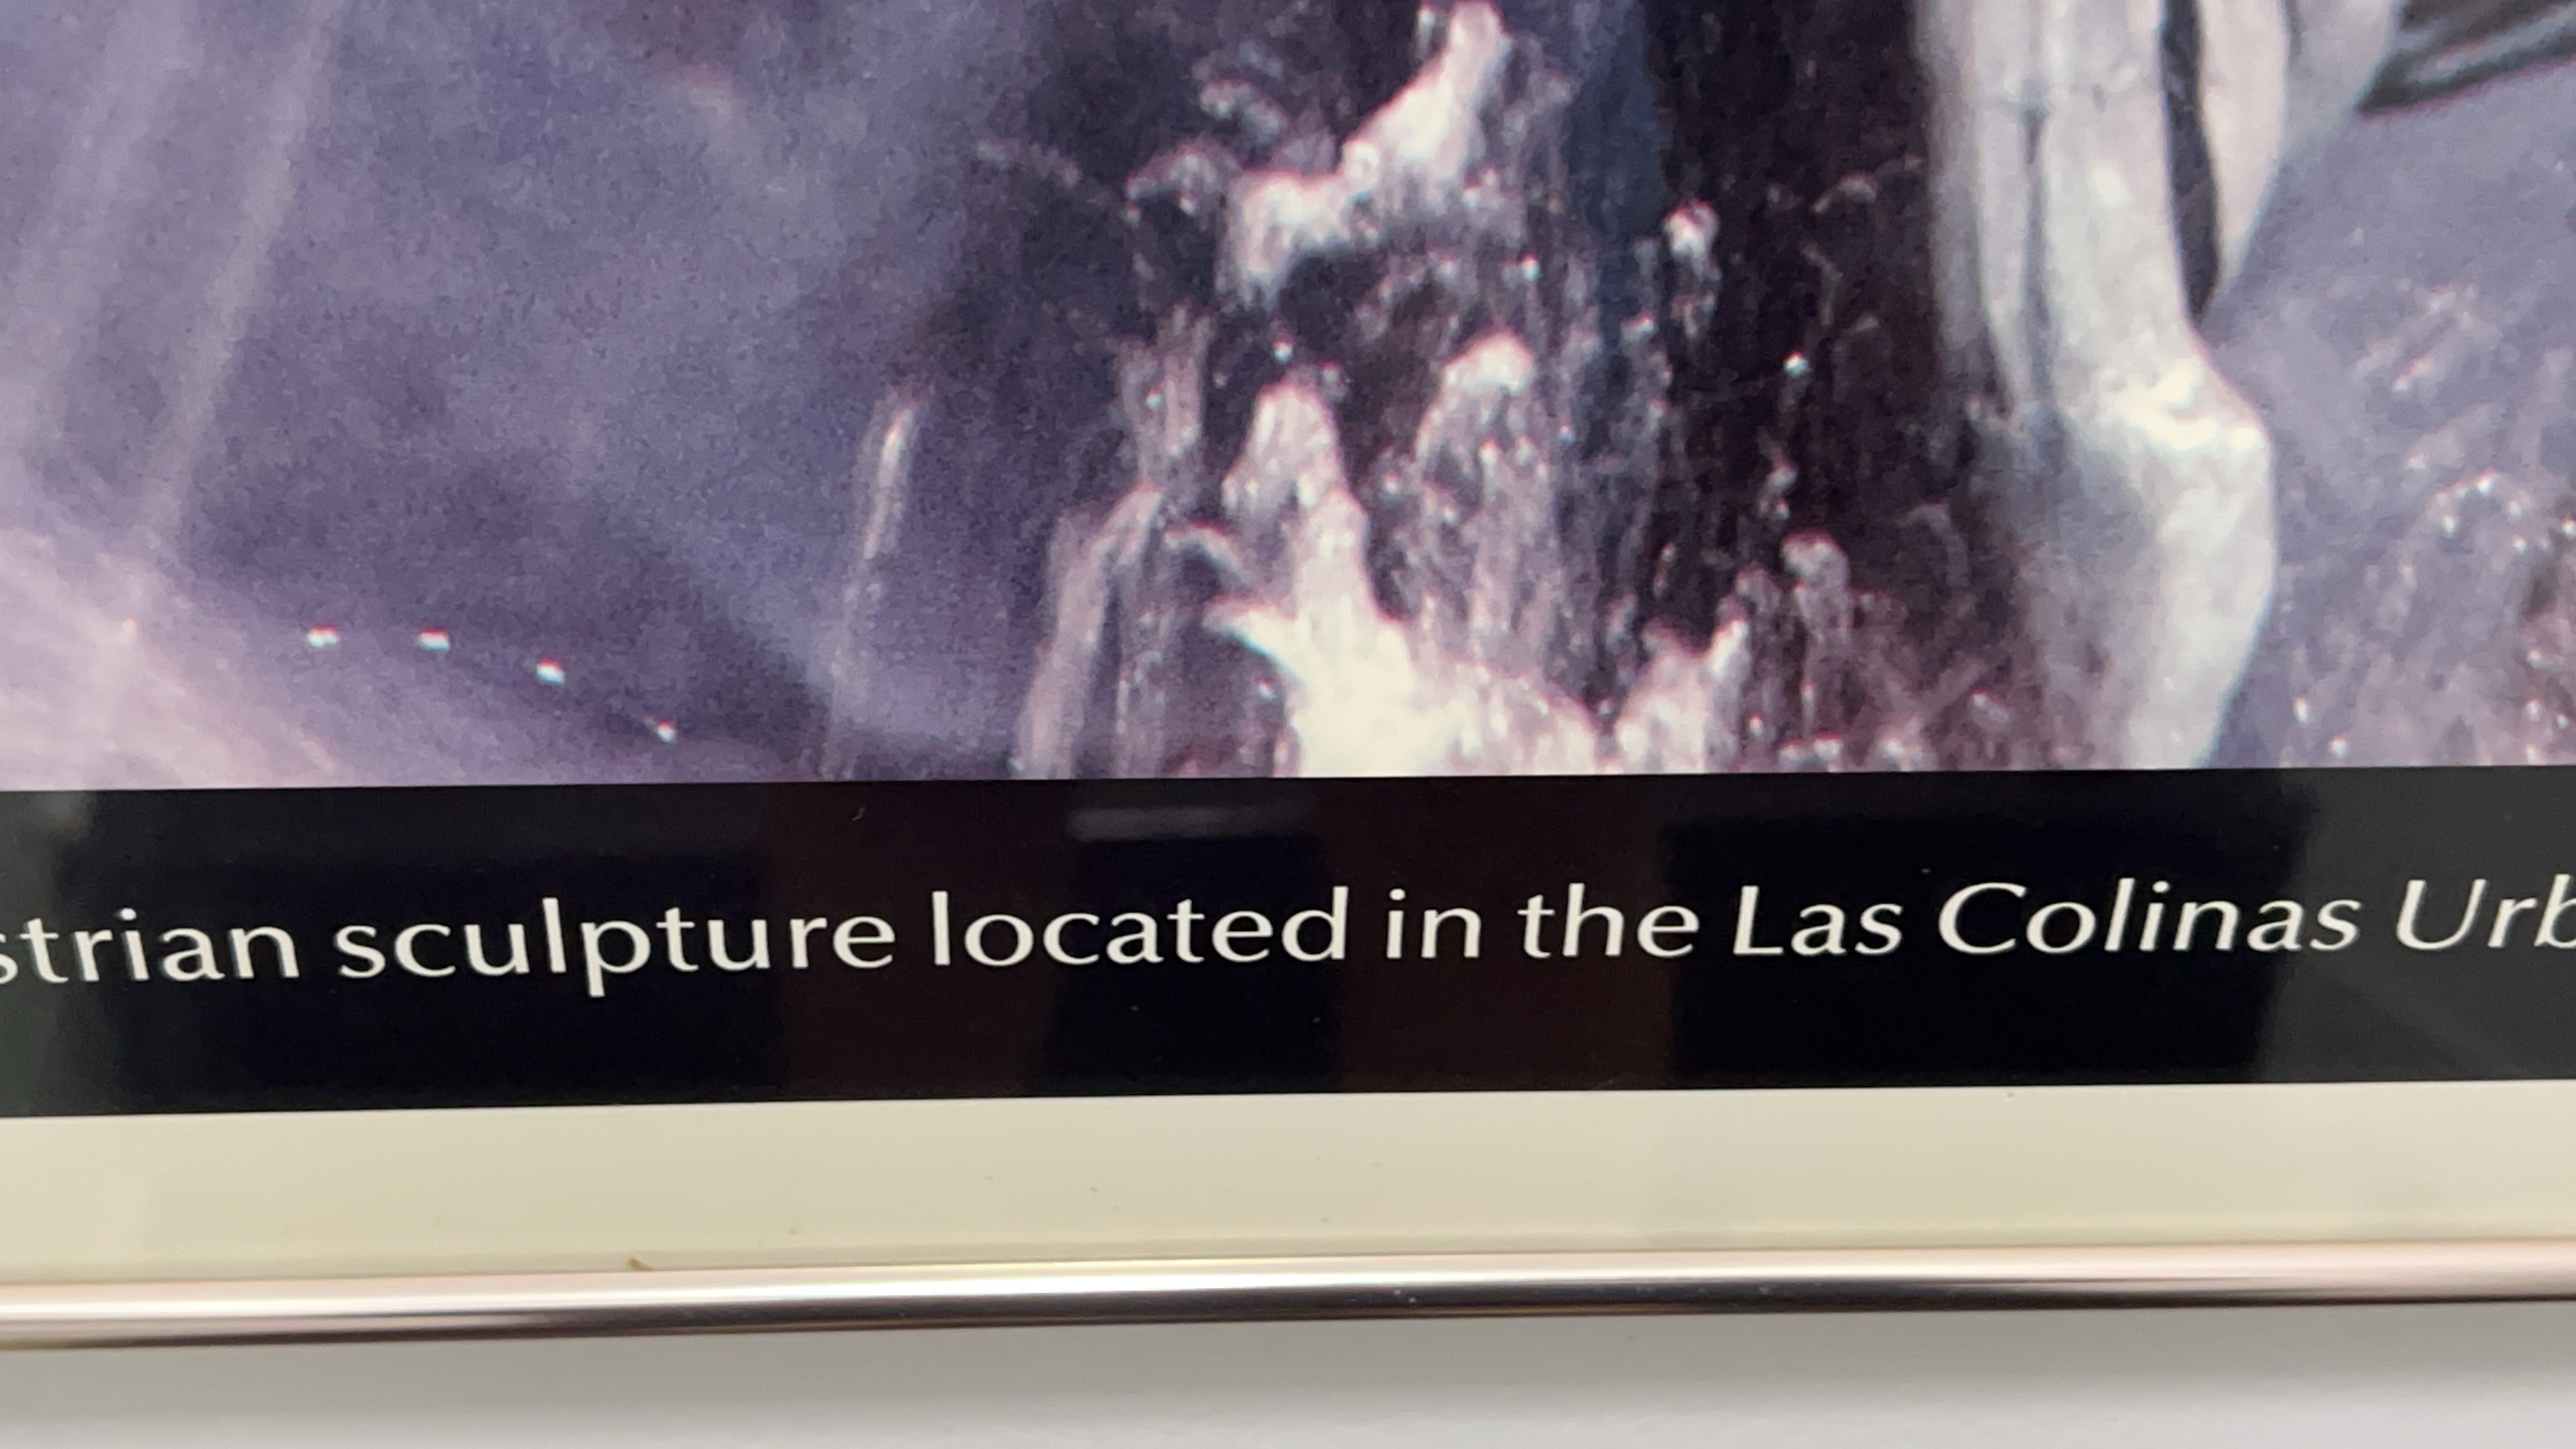 strian sculpture located in the Las Colinas Urb